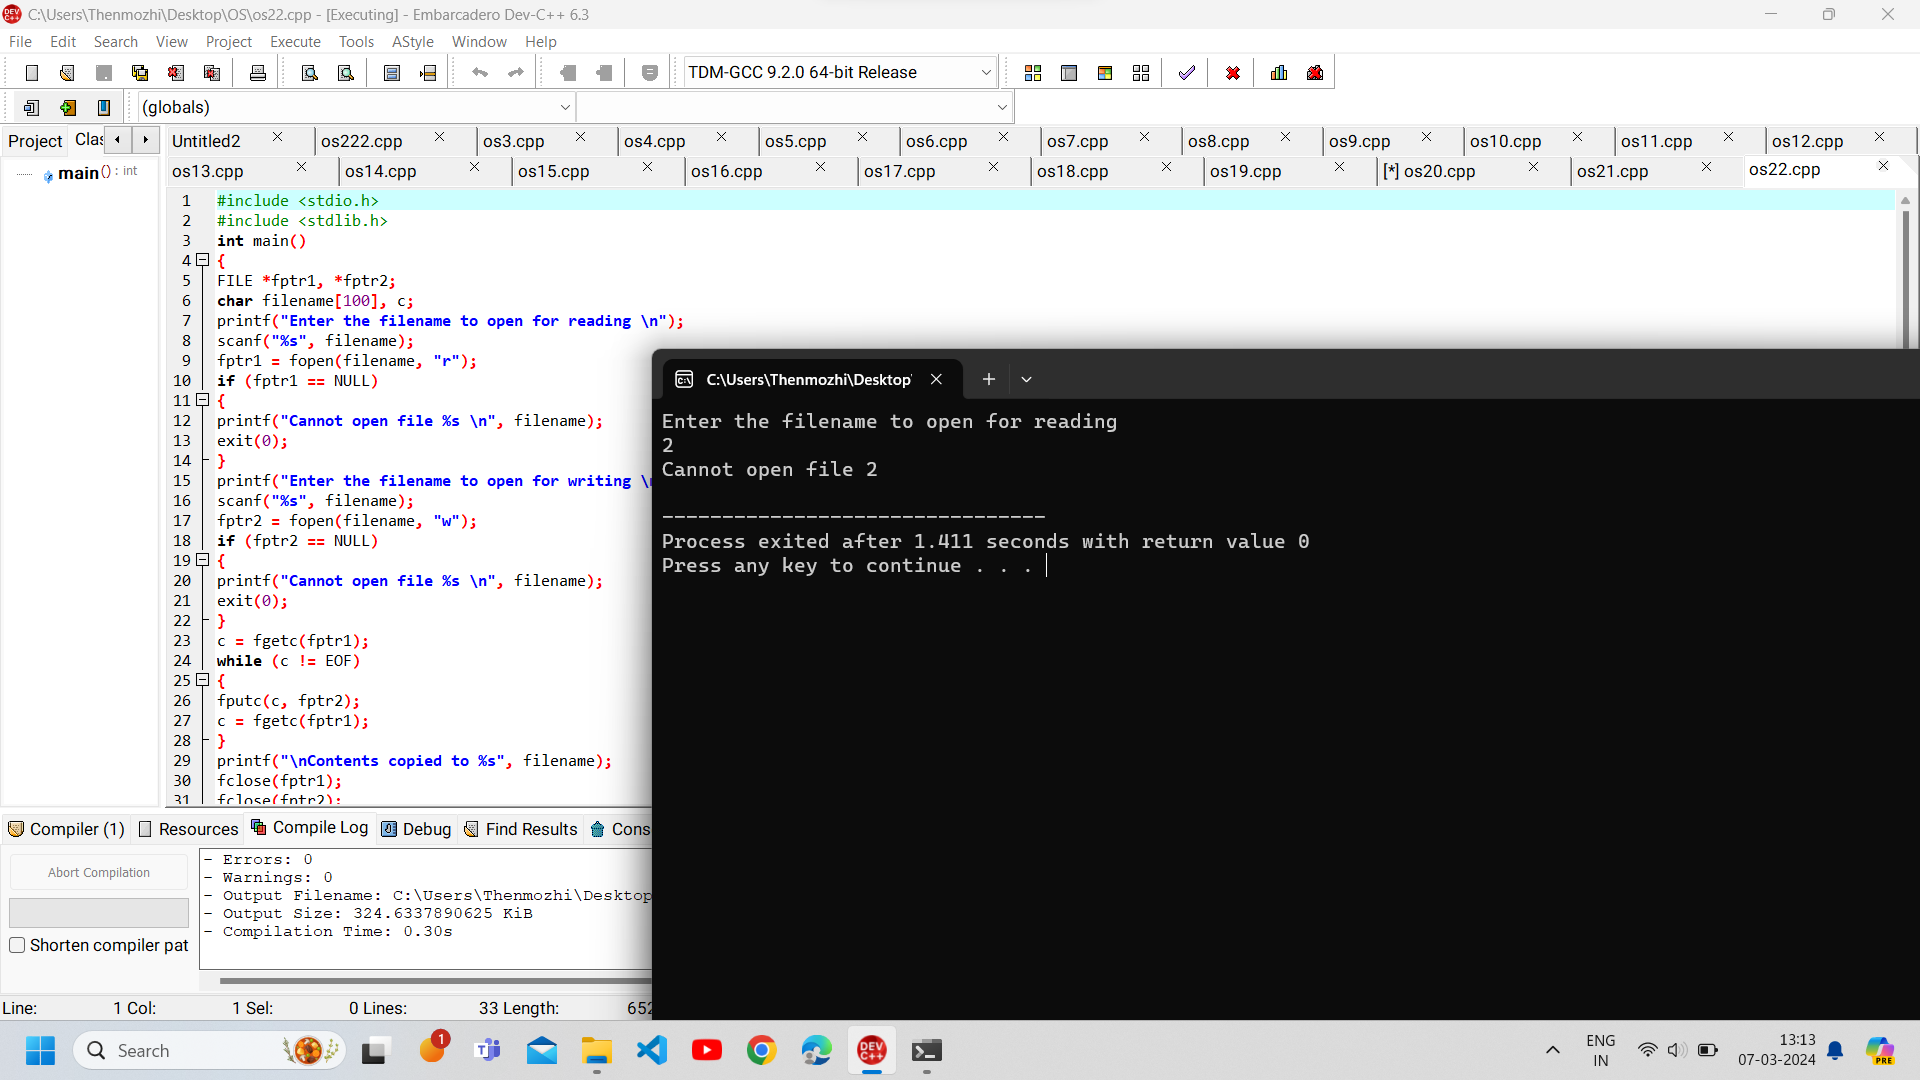 C:\Users\Thenmozhi\Desktop\OS\os22.cpp - [Executing] - Embarcadero Dev-C++ 6.3
File Edit Search View Project Execute Tools AStyle Window Help
TDM-GCC 9.2.0 64-bit Release
(globals)
Project Clas
Untitled2 os222.cpp os3.cpp os4.cpp os5.cpp os6.cpp os7.cpp os8.cpp os9.cpp os10.cpp os11.cpp os12.cpp
os13.cpp os14.cpp os15.cpp os16.cpp os17.cpp os18.cpp os19.cpp [*] os20.cpp os21.cpp os22.cpp
main() : int
1 #include <stdio.h>
2 #include <stdlib.h>
3 int main()
4 {
5 FILE *fptr1, *fptr2;
6 char filename[100], c;
7 printf("Enter the filename to open for reading \n");
8 scanf("%s", filename);
9 fptr1 = fopen(filename, "r");
10 if (fptr1 == NULL)
11 {
12 printf("Cannot open file %s \n", filename);
13 exit(0);
14 }
15 printf("Enter the filename to open for writing \
16 scanf("%s", filename);
17 fptr2 = fopen(filename, "w");
18 if (fptr2 == NULL)
19 {
20 printf("Cannot open file %s \n", filename);
21 exit(0);
22 }
23 c = fgetc(fptr1);
24 while (c != EOF)
25 {
26 fputc(c, fptr2);
27 c = fgetc(fptr1);
28 }
29 printf("\nContents copied to %s", filename);
30 fclose(fptr1);
31 fclose(fptr2);
C:\Users\Thenmozhi\Desktop\
Enter the filename to open for reading
2
Cannot open file 2
--------------------------------
Process exited after 1.411 seconds with return value 0
Press any key to continue . . .
Compiler (1) Resources Compile Log Debug Find Results Cons
Abort Compilation
Shorten compiler pat
- Errors: 0
- Warnings: 0
- Output Filename: C:\Users\Thenmozhi\Desktop
- Output Size: 324.6337890625 KiB
- Compilation Time: 0.30s
Line: 1 Col: 1 Sel: 0 Lines: 33 Length: 652
Search
1
DEV C++
ENG
IN
13:13
07-03-2024
PRE